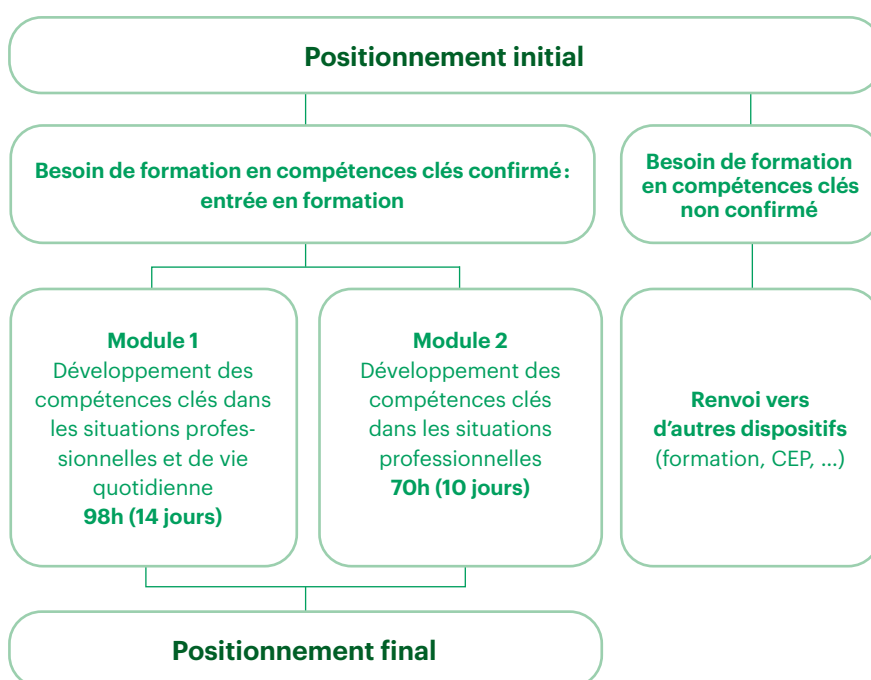 Positionnement initial
Besoin de formation en compétences clés confirmé :
entrée en formation
Besoin de formation
en compétences clés
non confirmé
Module 1
Développement des
compétences clés dans
les situations profes-
sionnelles et de vie
quotidienne
98h (14 jours)
Module 2
Développement des
compétences clés
dans les situations
professionnelles
70h (10 jours)
Renvoi vers
d'autres dispositifs
(formation, CEP, ...)
Positionnement final